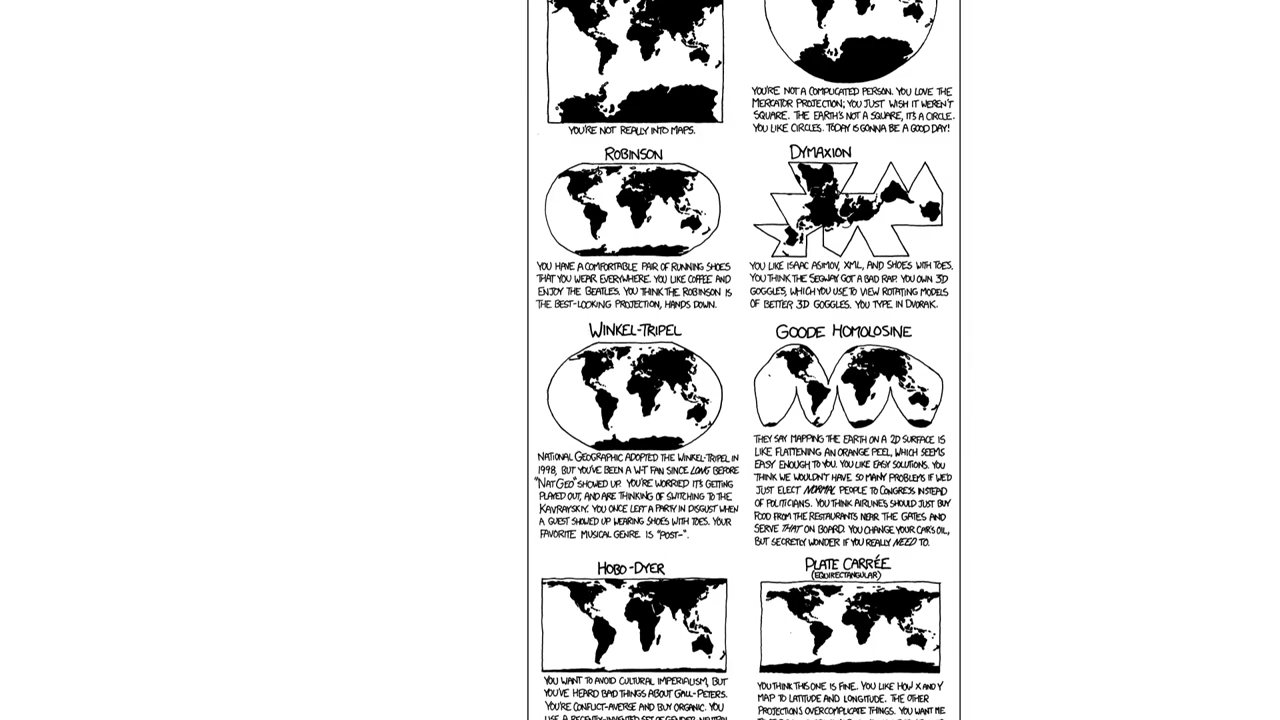 YOU'RE NOT REALLY INTO MAPS.
YOU'RE NOT A COMPLICATED PERSON. YOU LOVE THE
MERCATOR PROJECTION; YOU JUST WISH IT WEREN'T
SQUARE. THE EARTH'S NOT A SQUARE, IT'S A CIRCLE.
YOU LIKE CIRCLES. TODAY IS GONNA BE A GOOD DAY!
ROBINSON
YOU HAVE A COMFORTABLE PAIR OF RUNNING SHOES
THAT YOU WEAR EVERYWHERE. YOU LIKE COFFEE AND
ENJOY THE BEATLES. YOU THINK THE ROBINSON IS
THE BEST-LOOKING PROJECTION, HANDS DOWN.
DYMAXION
YOU LIKE ISAAC ASIMOV, XML, AND SHOES WITH TOES.
YOU THINK THE SEGWAY GOT A BAD RAP. YOU OWN 3D
GOGGLES, WHICH YOU USE TO VIEW ROTATING MODELS
OF BETTER 3D GOGGLES. YOU TYPE IN DVORAK.
WINKEL-TRIPEL
NATIONAL GEOGRAPHIC ADOPTED THE WINKEL-TRIPEL IN
1998, BUT YOU'VE BEEN A W-T FAN SINCE LONG BEFORE
"NAT GEO" SHOWED UP. YOU'RE WORRIED IT'S GETTING
PLAYED OUT, AND ARE THINKING OF SWITCHING TO THE
KAVRAYSKIY. YOU ONCE LEFT A PARTY IN DISGUST WHEN
A GUEST SHOWED UP WEARING SHOES WITH TOES. YOUR
FAVORITE MUSICAL GENRE IS "POST–".
GOODE HOMOLOSINE
THEY SAY MAPPING THE EARTH ON A 2D SURFACE IS
LIKE FLATTENING AN ORANGE PEEL, WHICH SEEMS
EASY ENOUGH TO YOU. YOU LIKE EASY SOLUTIONS. YOU
THINK WE WOULDN'T HAVE SO MANY PROBLEMS IF WE'D
JUST ELECT NORMAL PEOPLE TO CONGRESS INSTEAD
OF POLITICIANS. YOU THINK AIRLINES SHOULD JUST BUY
FOOD FROM THE RESTAURANTS NEAR THE GATES AND
SERVE THAT ON BOARD. YOU CHANGE YOUR CAR'S OIL,
BUT SECRETLY WONDER IF YOU REALLY NEED TO.
HOBO-DYER
YOU WANT TO AVOID CULTURAL IMPERIALISM, BUT
YOU'VE HEARD BAD THINGS ABOUT GALL-PETERS.
YOU'RE CONFLICT-AVERSE AND BUY ORGANIC. YOU
USE A RECENTLY-INVENTED SET OF GENDER-NEUTRAL
PLATE CARRÉE
(EQUIRECTANGULAR)
YOU THINK THIS ONE IS FINE. YOU LIKE HOW X AND Y
MAP TO LATITUDE AND LONGITUDE. THE OTHER
PROJECTIONS OVERCOMPLICATE THINGS. YOU WANT ME